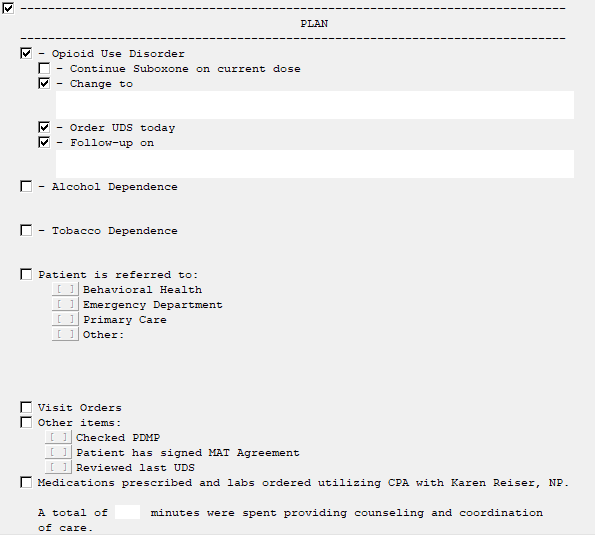 ------------------------------------------------------------------------------
PLAN
------------------------------------------------------------------------------
- Opioid Use Disorder
- Continue Suboxone on current dose
- Change to
- Order UDS today
- Follow-up on
- Alcohol Dependence
- Tobacco Dependence
Patient is referred to:
[ ] Behavioral Health
[ ] Emergency Department
[ ] Primary Care
[ ] Other:
Visit Orders
Other items:
[ ] Checked PDMP
[ ] Patient has signed MAT Agreement
[ ] Reviewed last UDS
Medications prescribed and labs ordered utilizing CPA with Karen Reiser, NP.
A total of minutes were spent providing counseling and coordination
of care.